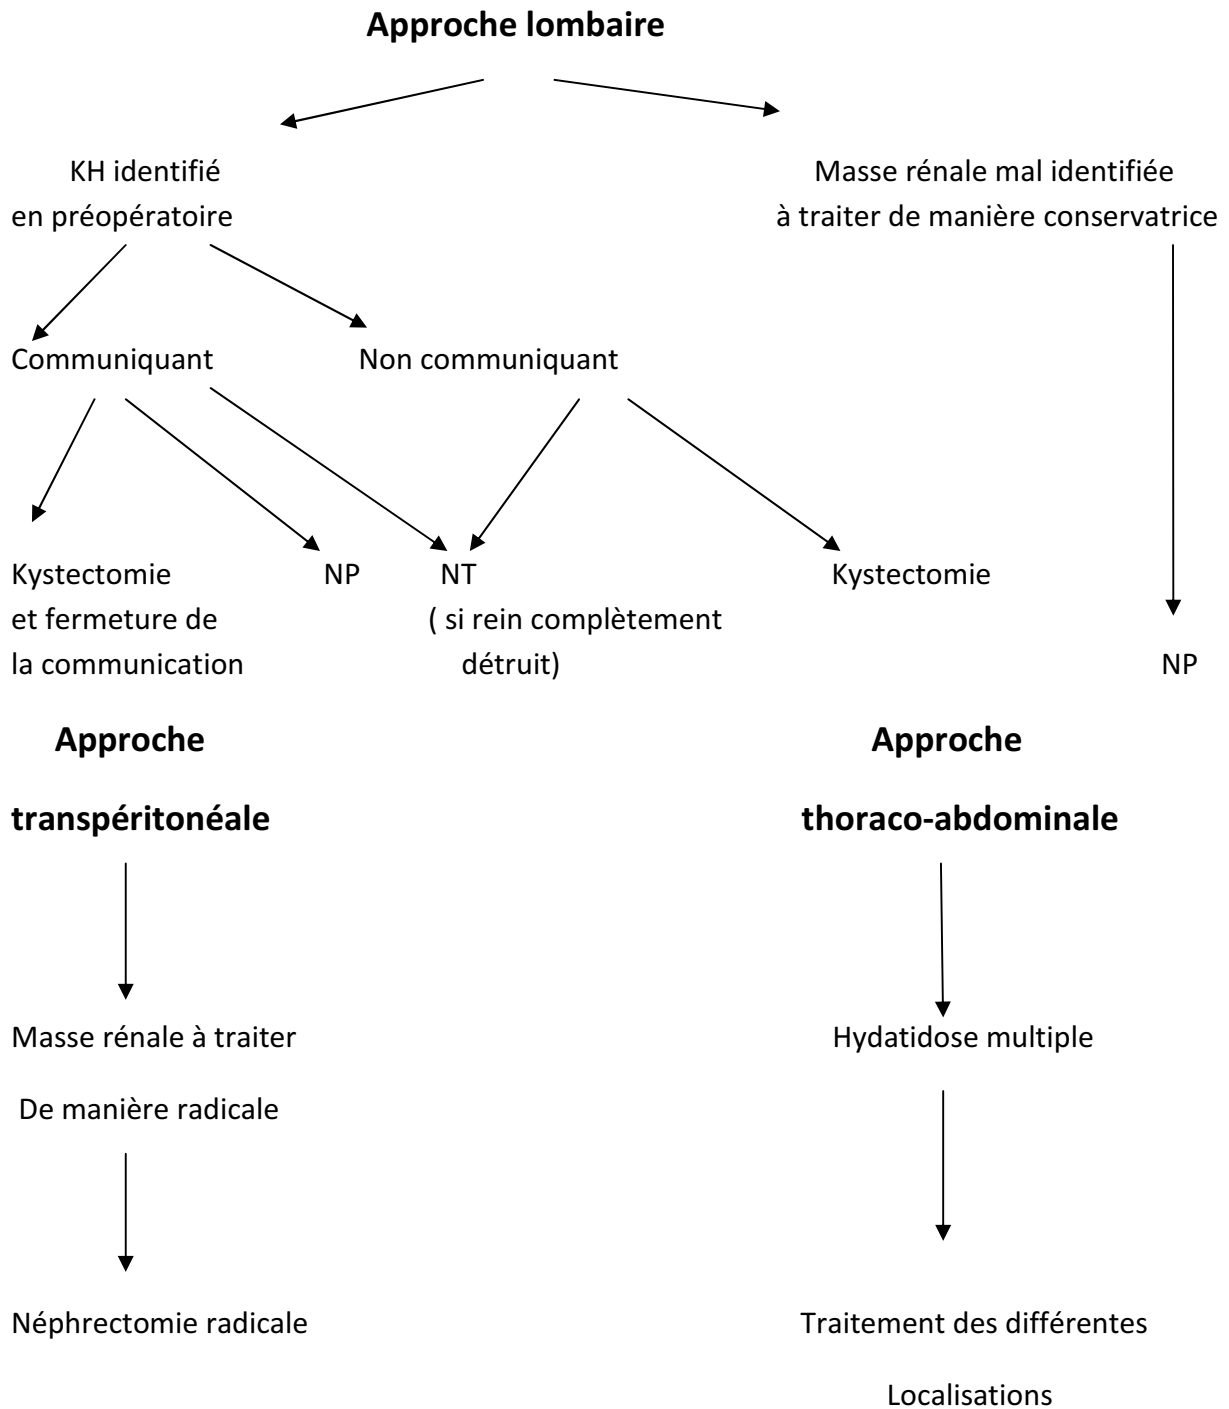 Approche lombaire
KH identifié
en préopératoire
Masse rénale mal identifiée
à traiter de manière conservatrice
Communiquant
Non communiquant
Kystectomie
et fermeture de
la communication
NP
NT
( si rein complètement
détruit)
Kystectomie
NP
Approche
transpéritonéale
Masse rénale à traiter
De manière radicale
Néphrectomie radicale
Approche
thoraco-abdominale
Hydatidose multiple
Traitement des différentes
Localisations